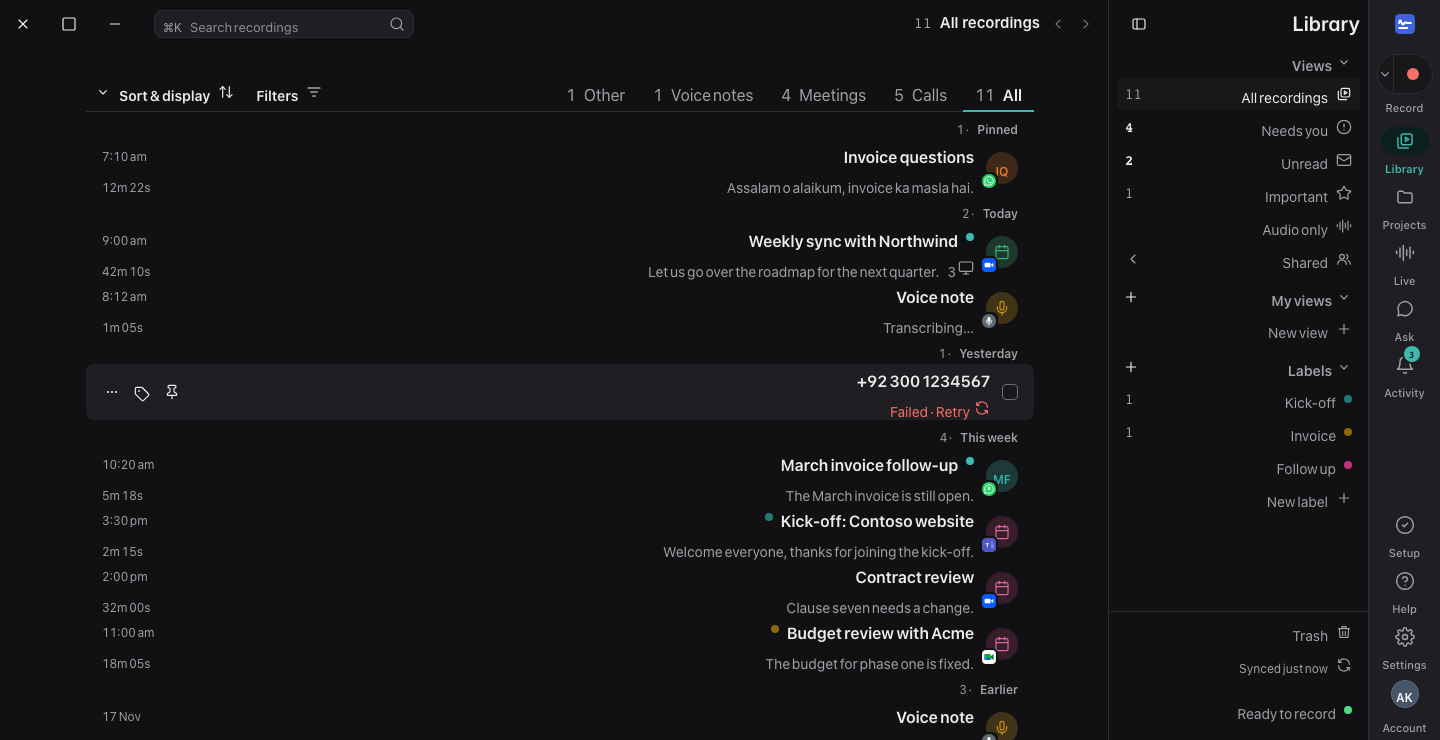 Library
All recordings 11
⌘K Search recordings
Record
Library
Projects
Live
Ask
3
Activity
Setup
Help
Settings
AK
Account
Views
All recordings 11
Needs you 4
Unread 2
Important 1
Audio only
Shared
My views
New view
Labels
Kick-off 1
Invoice 1
Follow up
New label
Trash
Synced just now
Ready to record
All 11
Calls 5
Meetings 4
Voice notes 1
Other 1
Filters
Sort & display
Pinned · 1
IQ
Invoice questions
7:10 am
Assalam o alaikum, invoice ka masla hai.
12m 22s
Today · 2
Weekly sync with Northwind
9:00 am
3 Let us go over the roadmap for the next quarter.
42m 10s
Voice note
8:12 am
Transcribing...
1m 05s
Yesterday · 1
+92 300 1234567
Failed · Retry
This week · 4
MF
March invoice follow-up
10:20 am
The March invoice is still open.
5m 18s
Kick-off: Contoso website
3:30 pm
Welcome everyone, thanks for joining the kick-off.
2m 15s
Contract review
2:00 pm
Clause seven needs a change.
32m 00s
Budget review with Acme
11:00 am
The budget for phase one is fixed.
18m 05s
Earlier · 3
Voice note
17 Nov